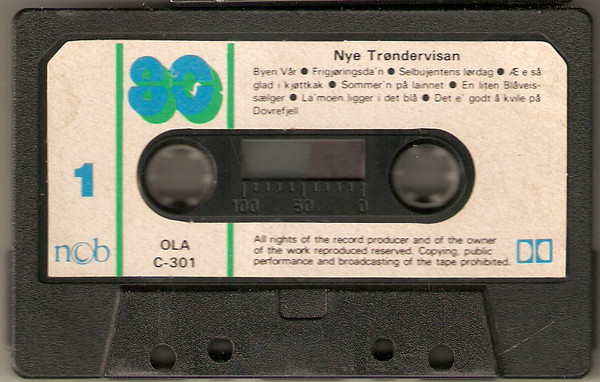 Nye Trøndervisan
Byen Vår ● Frigjøringsda'n ● Selbujentens lørdag ● Æ e så
glad i kjøttkak ● Sommer'n på lainnet ● En liten Blåveis-
sælger ● La'moen ligger i det blå ● Det e' godt å kvile på
Dovrefjell
1
100 50 0
ncb
OLA
C-301
All rights of the record producer and of the owner
of the work reproduced reserved. Copying, public
performance and broadcasting of the tape prohibited.